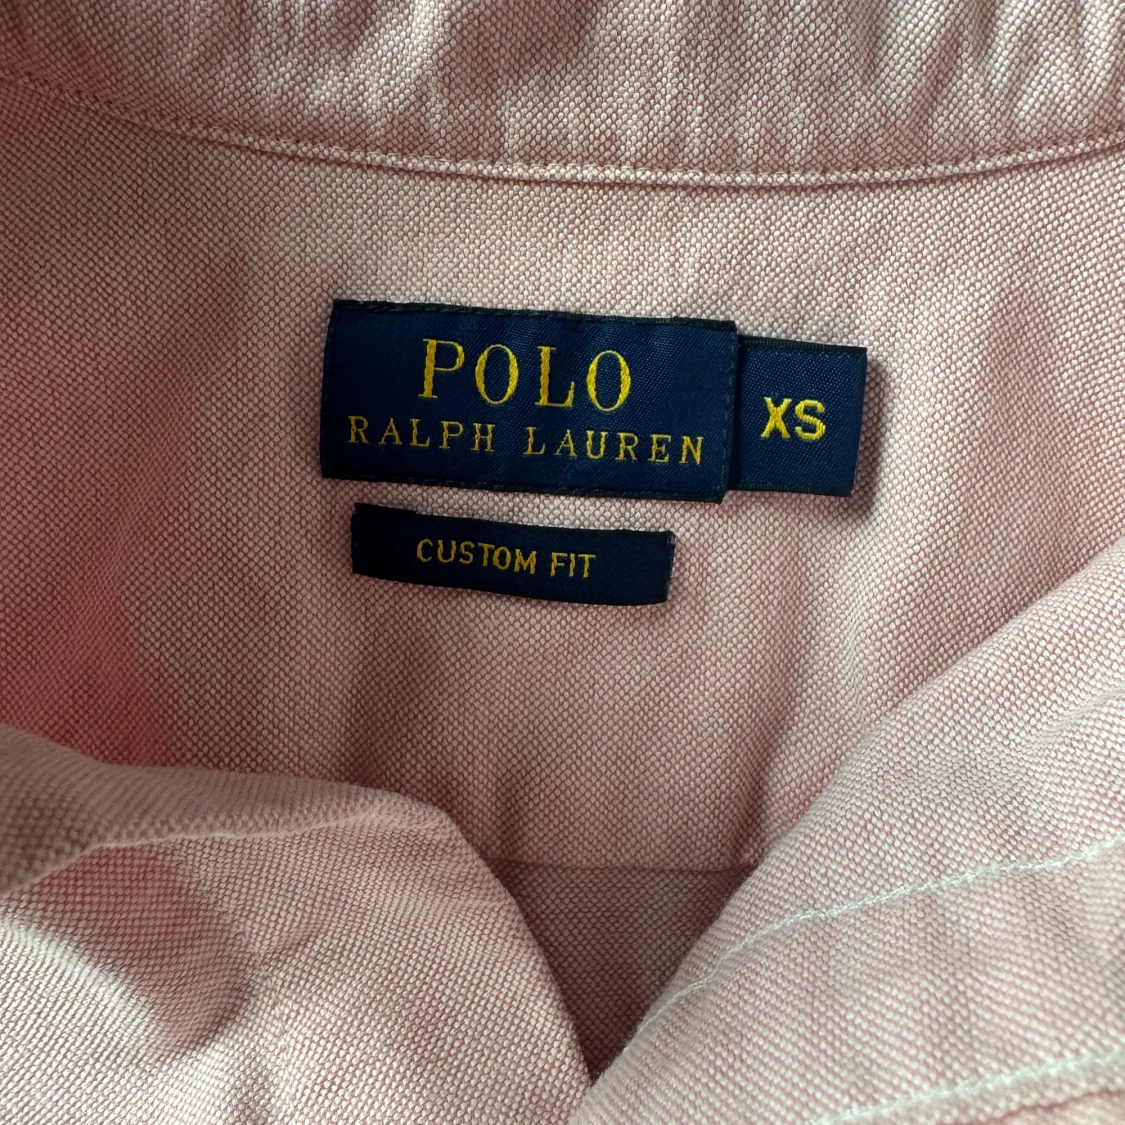 POLO
RALPH LAUREN
XS
CUSTOM FIT